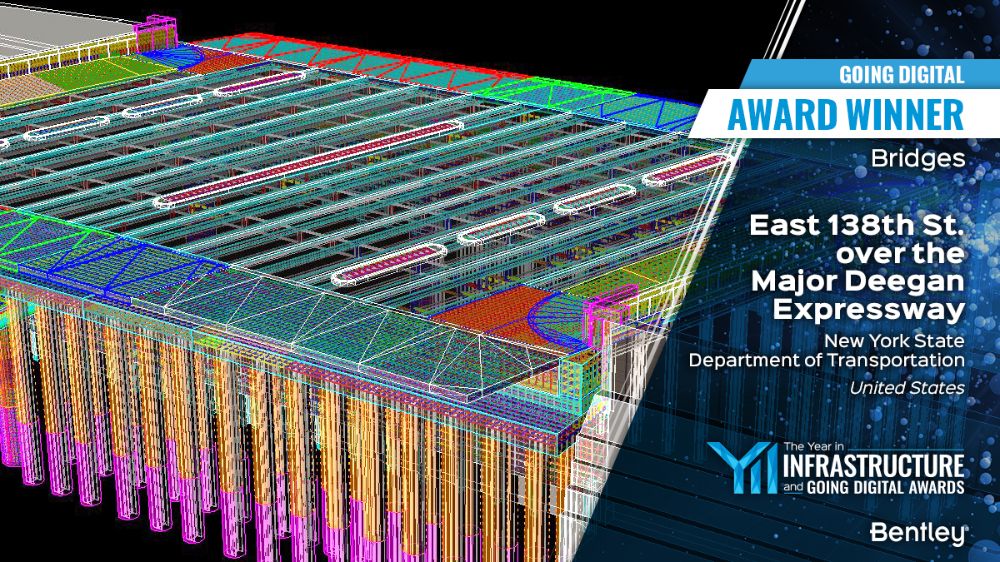 GOING DIGITAL
AWARD WINNER
Bridges
East 138th St.
over the
Major Deegan
Expressway
New York State
Department of Transportation
United States
YII
The Year in
INFRASTRUCTURE
and GOING DIGITAL AWARDS
Bentley®